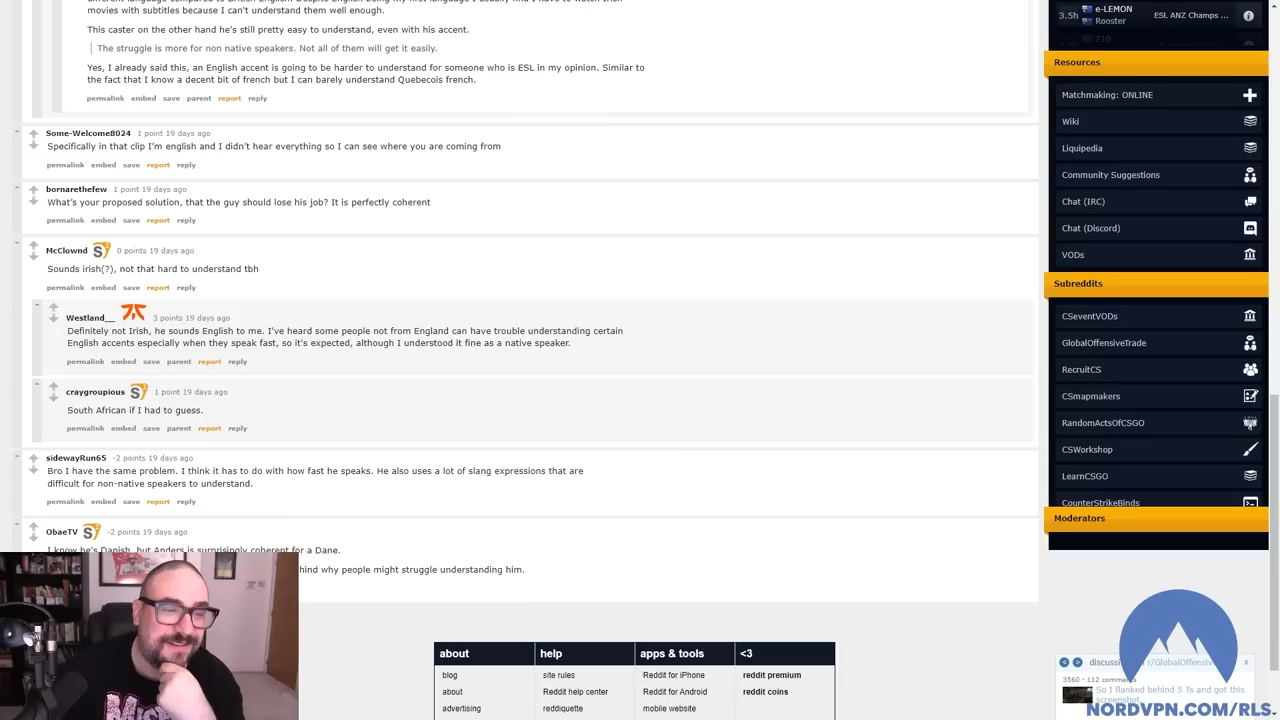 movies with subtitles because I can't understand them well enough.
This caster on the other hand he's still pretty easy to understand, even with his accent.
The struggle is more for non native speakers. Not all of them will get it easily.
Yes, I already said this, an English accent is going to be harder to understand for someone who is ESL in my opinion. Similar to
the fact that I know a decent bit of french but I can barely understand Quebecois french.
permalink embed save parent report reply
Some-Welcome8024 1 point 19 days ago
Specifically in that clip I'm english and I didn't hear everything so I can see where you are coming from
permalink embed save report reply
bornarethefew 1 point 19 days ago
What's your proposed solution, that the guy should lose his job? It is perfectly coherent
permalink embed save report reply
McClownd 0 points 19 days ago
Sounds irish(?), not that hard to understand tbh
permalink embed save report reply
Westland__ 3 points 19 days ago
Definitely not Irish, he sounds English to me. I've heard some people not from England can have trouble understanding certain
English accents especially when they speak fast, so it's expected, although I understood it fine as a native speaker.
permalink embed save parent report reply
craygroupious 1 point 19 days ago
South African if I had to guess.
permalink embed save parent report reply
sidewayRun65 -2 points 19 days ago
Bro I have the same problem. I think it has to do with how fast he speaks. He also uses a lot of slang expressions that are
difficult for non-native speakers to understand.
permalink embed save report reply
ObaeTV -2 points 19 days ago
I know he's Danish, but Anders is surprisingly coherent for a Dane.
hind why people might struggle understanding him.
about help apps & tools <3
blog site rules Reddit for iPhone reddit premium
about Reddit help center Reddit for Android reddit coins
advertising reddiquette mobile website
3.5h e-LEMON ESL ANZ Champs ...
Rooster
Z10
Resources
Matchmaking: ONLINE
Wiki
Liquipedia
Community Suggestions
Chat (IRC)
Chat (Discord)
VODs
Subreddits
CSeventVODs
GlobalOffensiveTrade
RecruitCS
CSmapmakers
RandomActsOfCSGO
CSWorkshop
LearnCSGO
CounterStrikeBinds
Moderators
r/GlobalOffensive
3560 • 112 comments
So I flanked behind 5 Ts and got this
screenshot
NORDVPN.COM/RLS